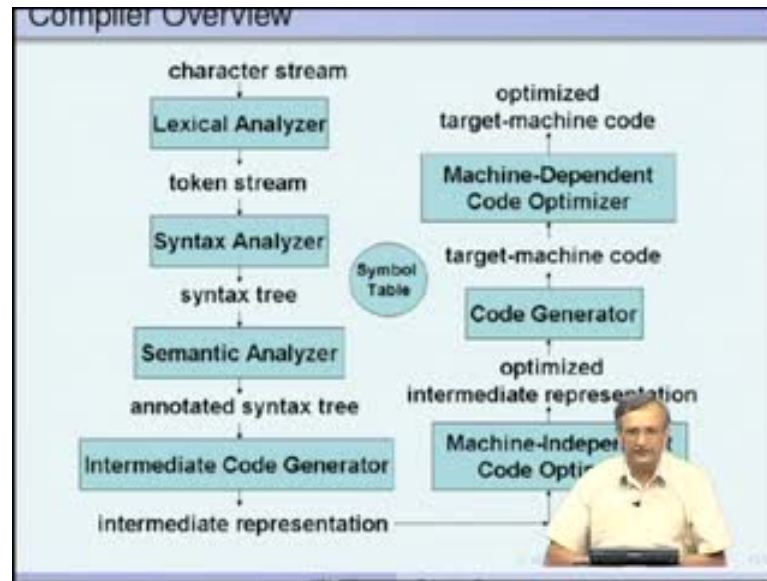 Compiler Overview
character stream
Lexical Analyzer
token stream
Syntax Analyzer
syntax tree
Semantic Analyzer
annotated syntax tree
Intermediate Code Generator
intermediate representation
Symbol
Table
optimized
target-machine code
Machine-Dependent
Code Optimizer
target-machine code
Code Generator
optimized
intermediate representation
Code